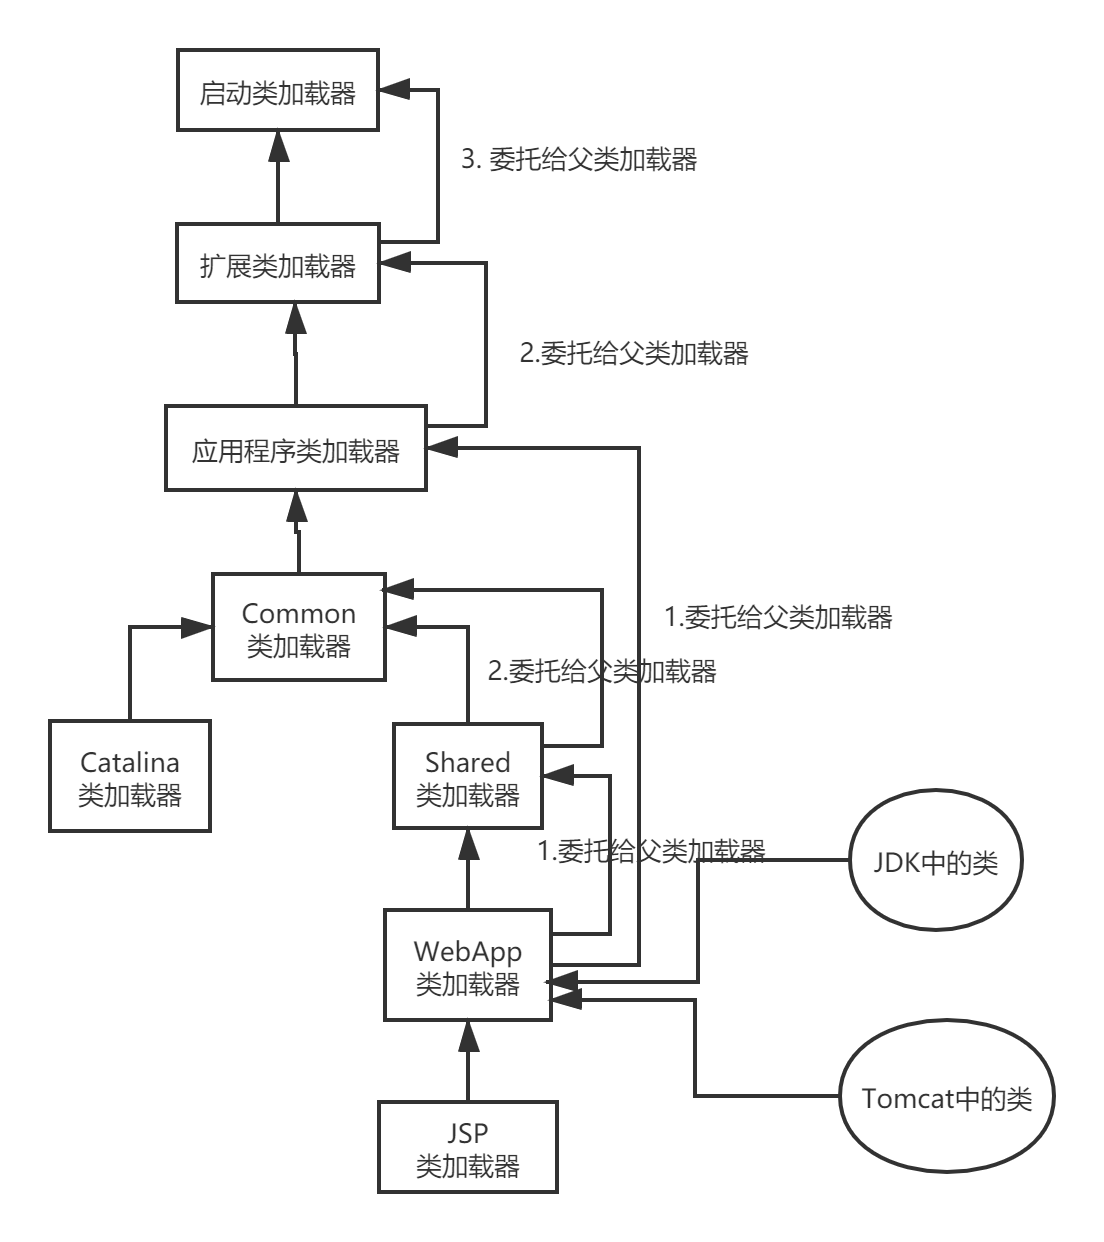 启动类加载器
3. 委托给父类加载器
扩展类加载器
2.委托给父类加载器
应用程序类加载器
Common
类加载器
1.委托给父类加载器
2.委托给父类加载器
Catalina
类加载器
Shared
类加载器
1.委托给父类加载器
JDK中的类
WebApp
类加载器
Tomcat中的类
JSP
类加载器